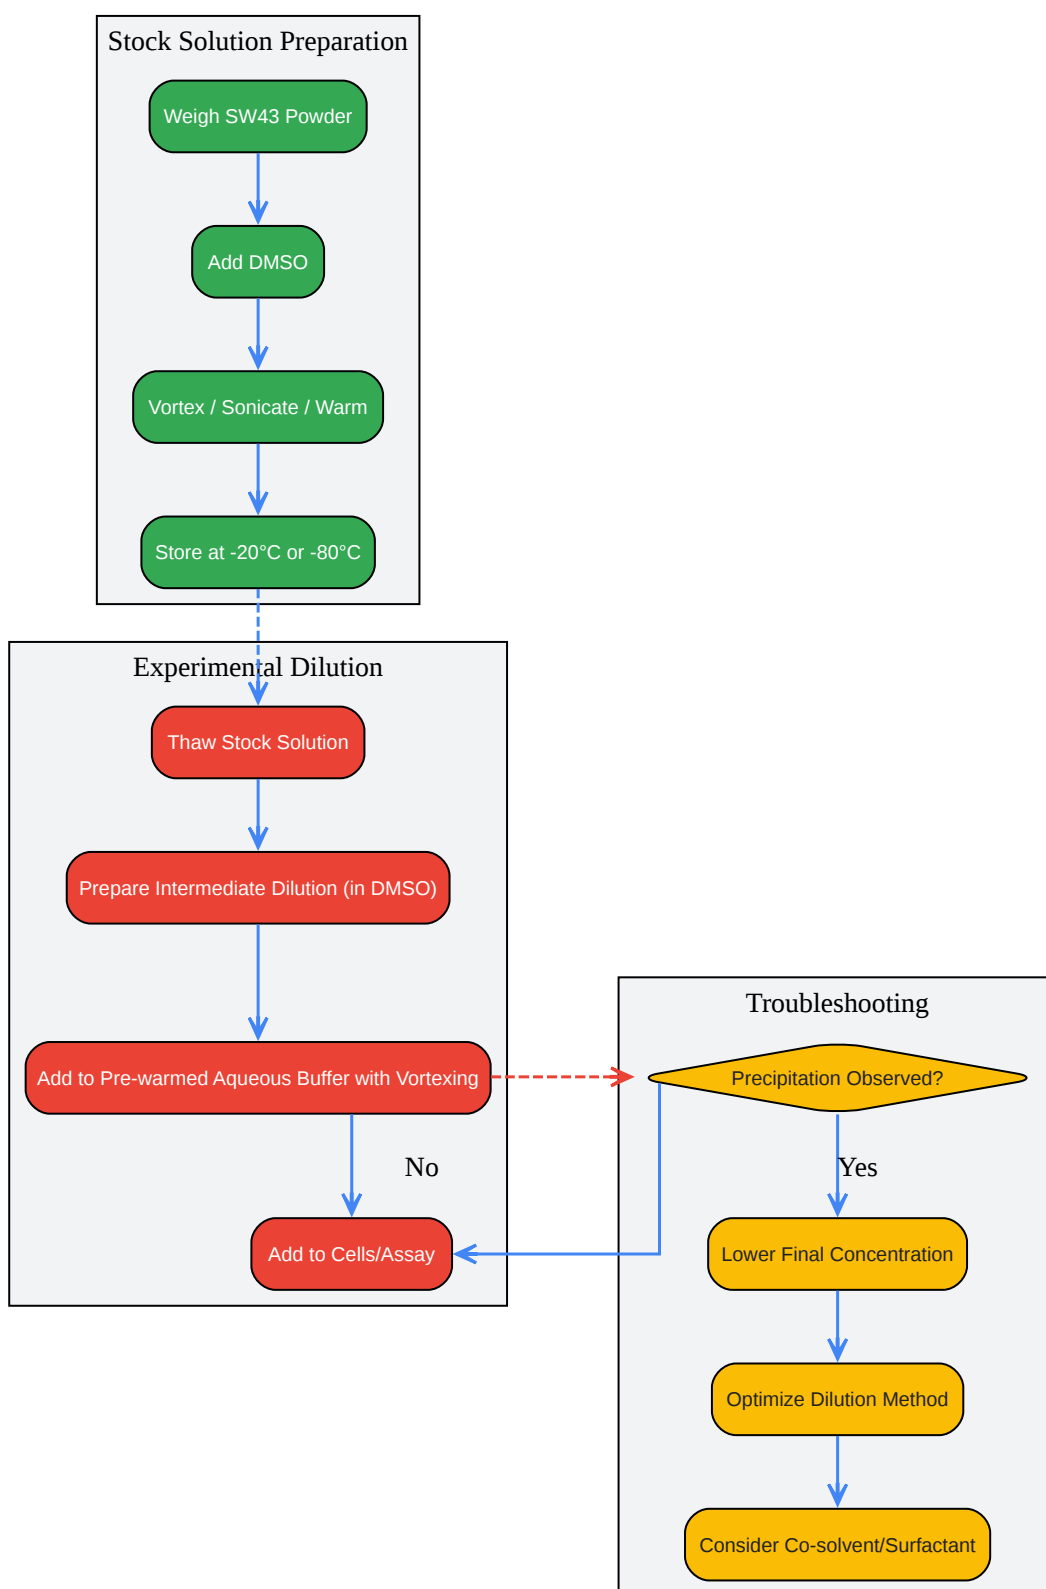 Stock Solution Preparation
Weigh SW43 Powder
Add DMSO
Vortex / Sonicate / Warm
Store at -20°C or -80°C
Experimental Dilution
Thaw Stock Solution
Prepare Intermediate Dilution (in DMSO)
Add to Pre-warmed Aqueous Buffer with Vortexing
No
Add to Cells/Assay
Troubleshooting
Precipitation Observed?
Yes
Lower Final Concentration
Optimize Dilution Method
Consider Co-solvent/Surfactant